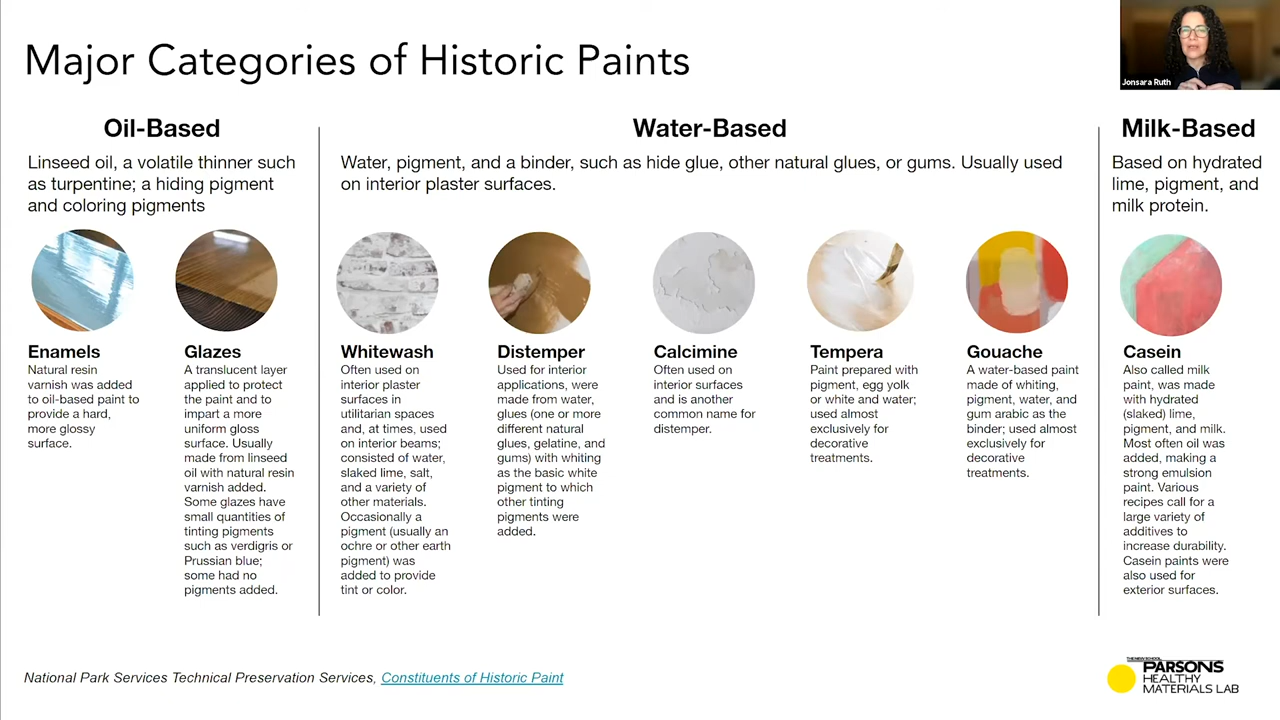 Major Categories of Historic Paints
Jonsara Ruth
Oil-Based
Linseed oil, a volatile thinner such
as turpentine; a hiding pigment
and coloring pigments
Enamels
Natural resin
varnish was added
to oil-based paint to
provide a hard,
more glossy
surface.
Glazes
A translucent layer
applied to protect
the paint and to
impart a more
uniform gloss
surface. Usually
made from linseed
oil with natural resin
varnish added.
Some glazes have
small quantities of
tinting pigments
such as verdigris or
Prussian blue;
some had no
pigments added.
Water-Based
Water, pigment, and a binder, such as hide glue, other natural glues, or gums. Usually used
on interior plaster surfaces.
Whitewash
Often used on
interior plaster
surfaces in
utilitarian spaces
and, at times, used
on interior beams;
consisted of water,
slaked lime, salt,
and a variety of
other materials.
Occasionally a
pigment (usually an
ochre or other earth
pigment) was
added to provide
tint or color.
Distemper
Used for interior
applications, were
made from water,
glues (one or more
different natural
glues, gelatine, and
gums) with whiting
as the basic white
pigment to which
other tinting
pigments were
added.
Calcimine
Often used on
interior surfaces
and is another
common name for
distemper.
Tempera
Paint prepared with
pigment, egg yolk
or white and water;
used almost
exclusively for
decorative
treatments.
Gouache
A water-based paint
made of whiting,
pigment, water, and
gum arabic as the
binder; used almost
exclusively for
decorative
treatments.
Milk-Based
Based on hydrated
lime, pigment, and
milk protein.
Casein
Also called milk
paint, was made
with hydrated
(slaked) lime,
pigment, and milk.
Most often oil was
added, making a
strong emulsion
paint. Various
recipes call for a
large variety of
additives to
increase durability.
Casein paints were
also used for
exterior surfaces.
National Park Services Technical Preservation Services, Constituents of Historic Paint
THE NEW SCHOOL
PARSONS
HEALTHY
MATERIALS LAB